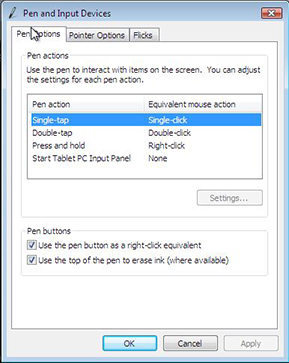 Pen and Input Devices
Pen Options Pointer Options Flicks
Pen actions
Use the pen to interact with items on the screen. You can adjust
the settings for each pen action.
Pen action Equivalent mouse action
Single-tap Single-click
Double-tap Double-click
Press and hold Right-click
Start Tablet PC Input Panel None
Settings...
Pen buttons
Use the pen button as a right-click equivalent
Use the top of the pen to erase ink (where available)
OK Cancel Apply